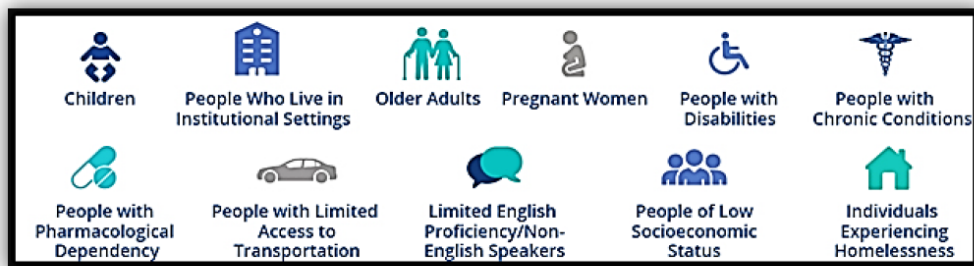 Children
People Who Live in
Institutional Settings
Older Adults
Pregnant Women
People with
Disabilities
People with
Chronic Conditions
People with
Pharmacological
Dependency
People with Limited
Access to
Transportation
Limited English
Proficiency/Non-
English Speakers
People of Low
Socioeconomic
Status
Individuals
Experiencing
Homelessness